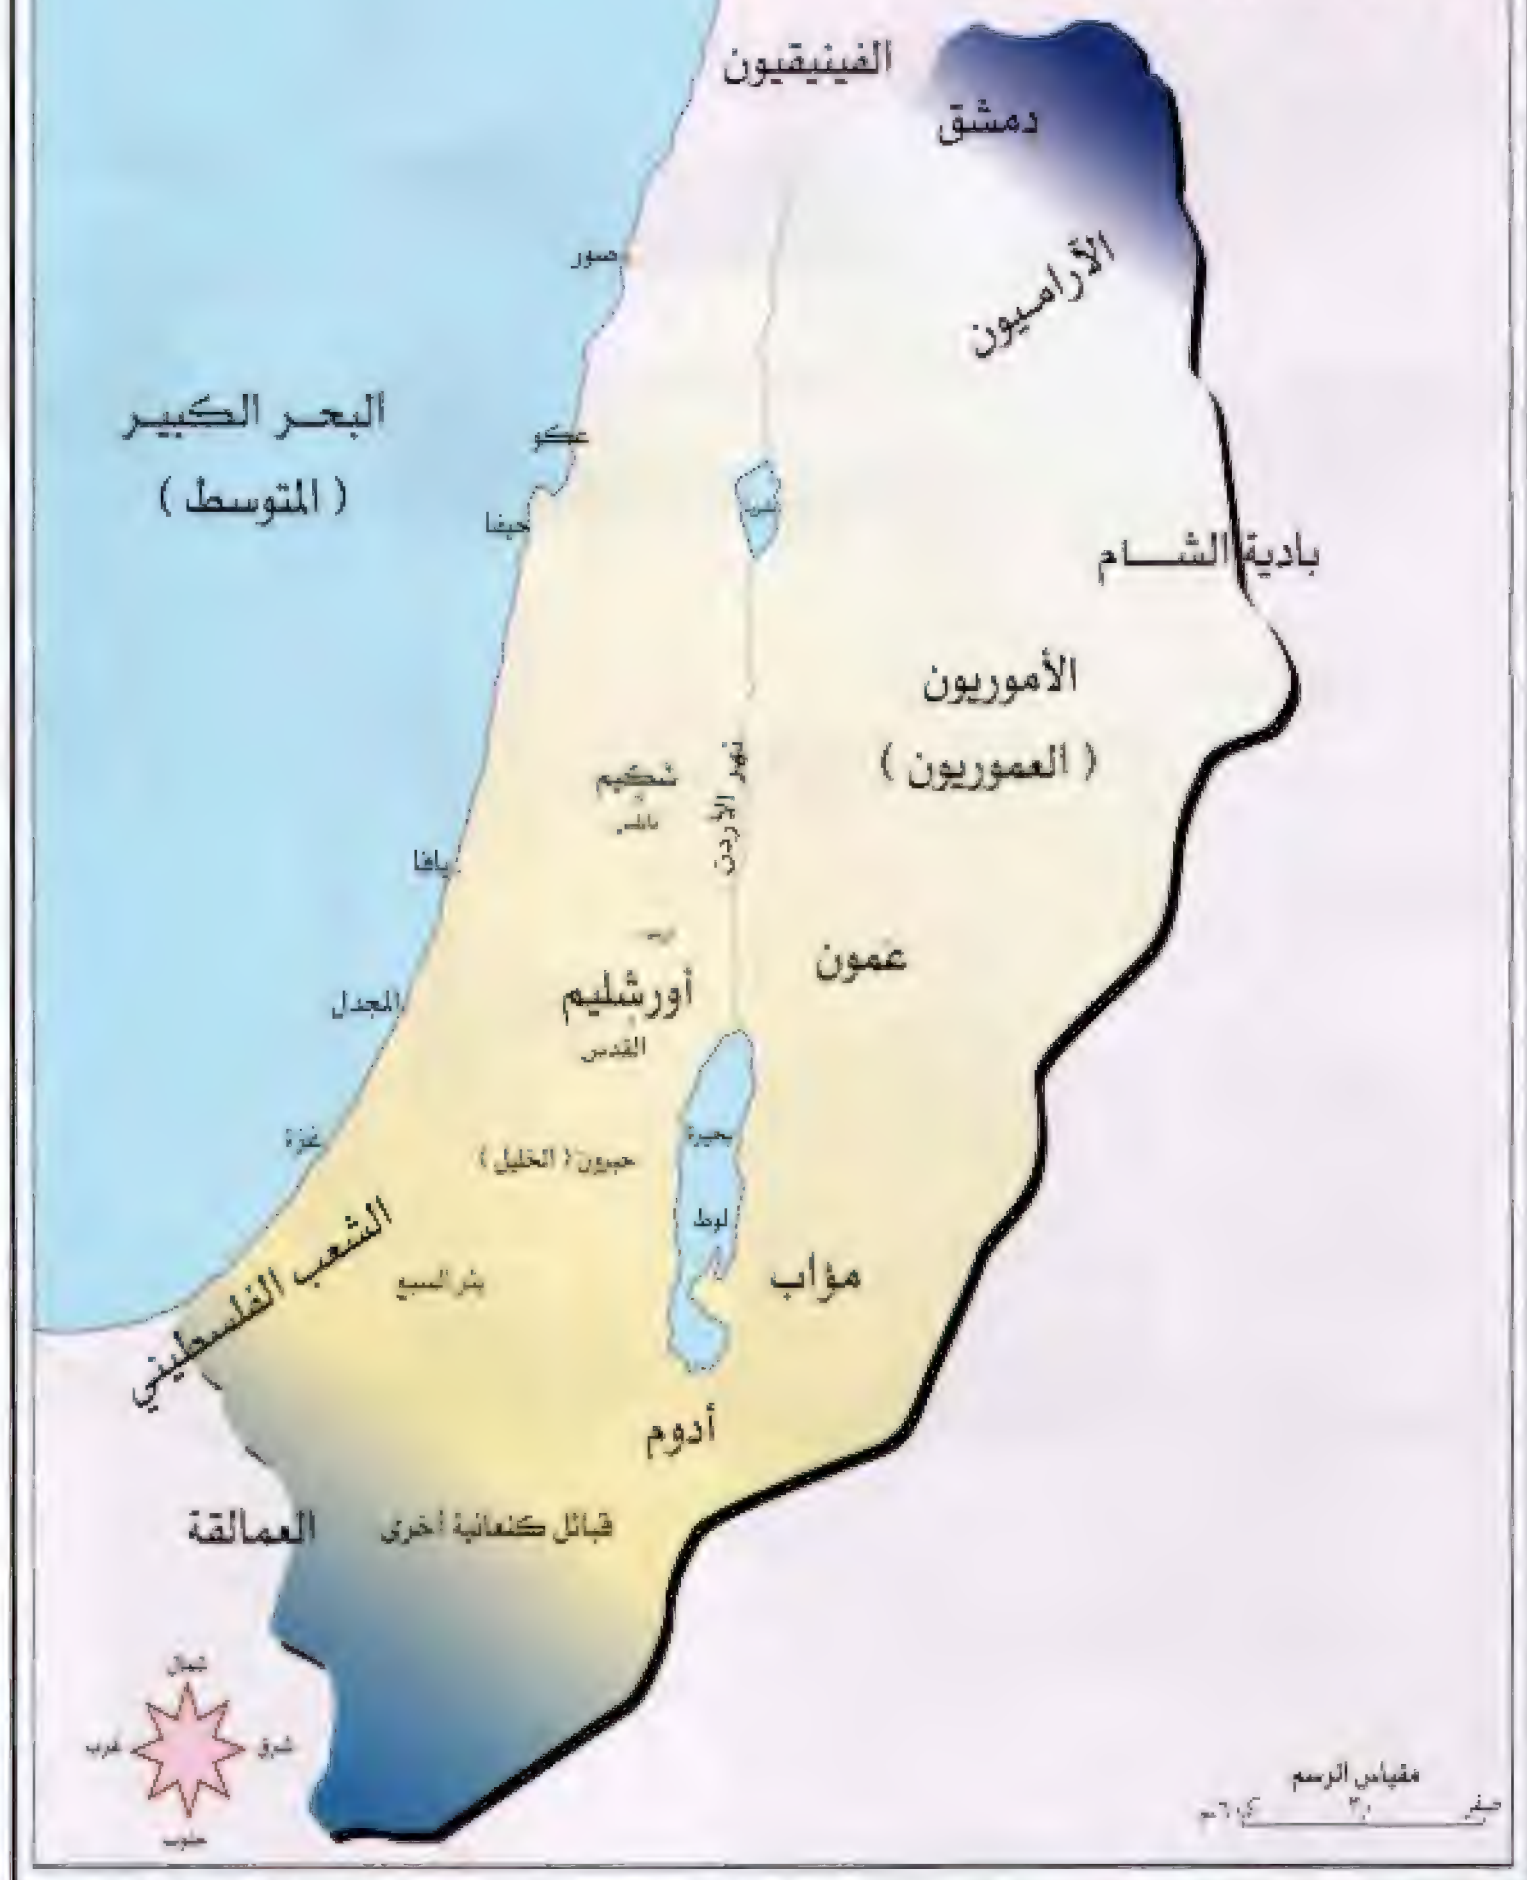 الفينيقيون
دمشق
صور
الآراميون
البحر الكبير
( المتوسط )
عكو
حيفا
بادية الشام
الأموريون
( العموريون )
شكيم
نابلس
نهر الأردن
يافا
عمون
أورشليم
القدس
المجدل
غزة
حبرون ( الخليل )
بحيرة
لوط
الشعب الفلسطيني
بئر السبع
مؤاب
أدوم
العمالقة
قبائل كنعانية أخرى
شمال
غرب
شرق
جنوب
مقياس الرسم
صفر